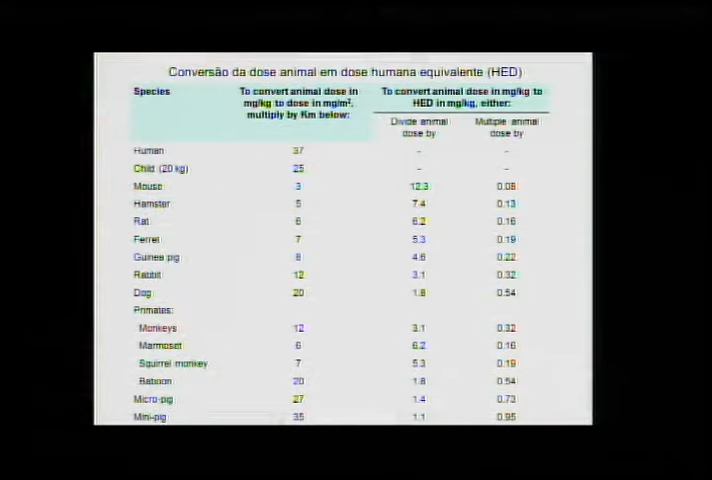 Conversão da dose animal em dose humana equivalente (HED)
Species To convert animal dose in mg/kg to dose in mg/m², multiply by Km below: To convert animal dose in mg/kg to HED in mg/kg, either:
Divide animal dose by Multiple animal dose by
Human 37 - -
Child (20 kg) 25 - -
Mouse 3 12.3 0.08
Hamster 5 7.4 0.13
Rat 6 6.2 0.16
Ferret 7 5.3 0.19
Guinea pig 8 4.6 0.22
Rabbit 12 3.1 0.32
Dog 20 1.8 0.54
Primates:
Monkeys 12 3.1 0.32
Marmoset 6 6.2 0.16
Squirrel monkey 7 5.3 0.19
Baboon 20 1.8 0.54
Micro-pig 27 1.4 0.73
Mini-pig 35 1.1 0.95